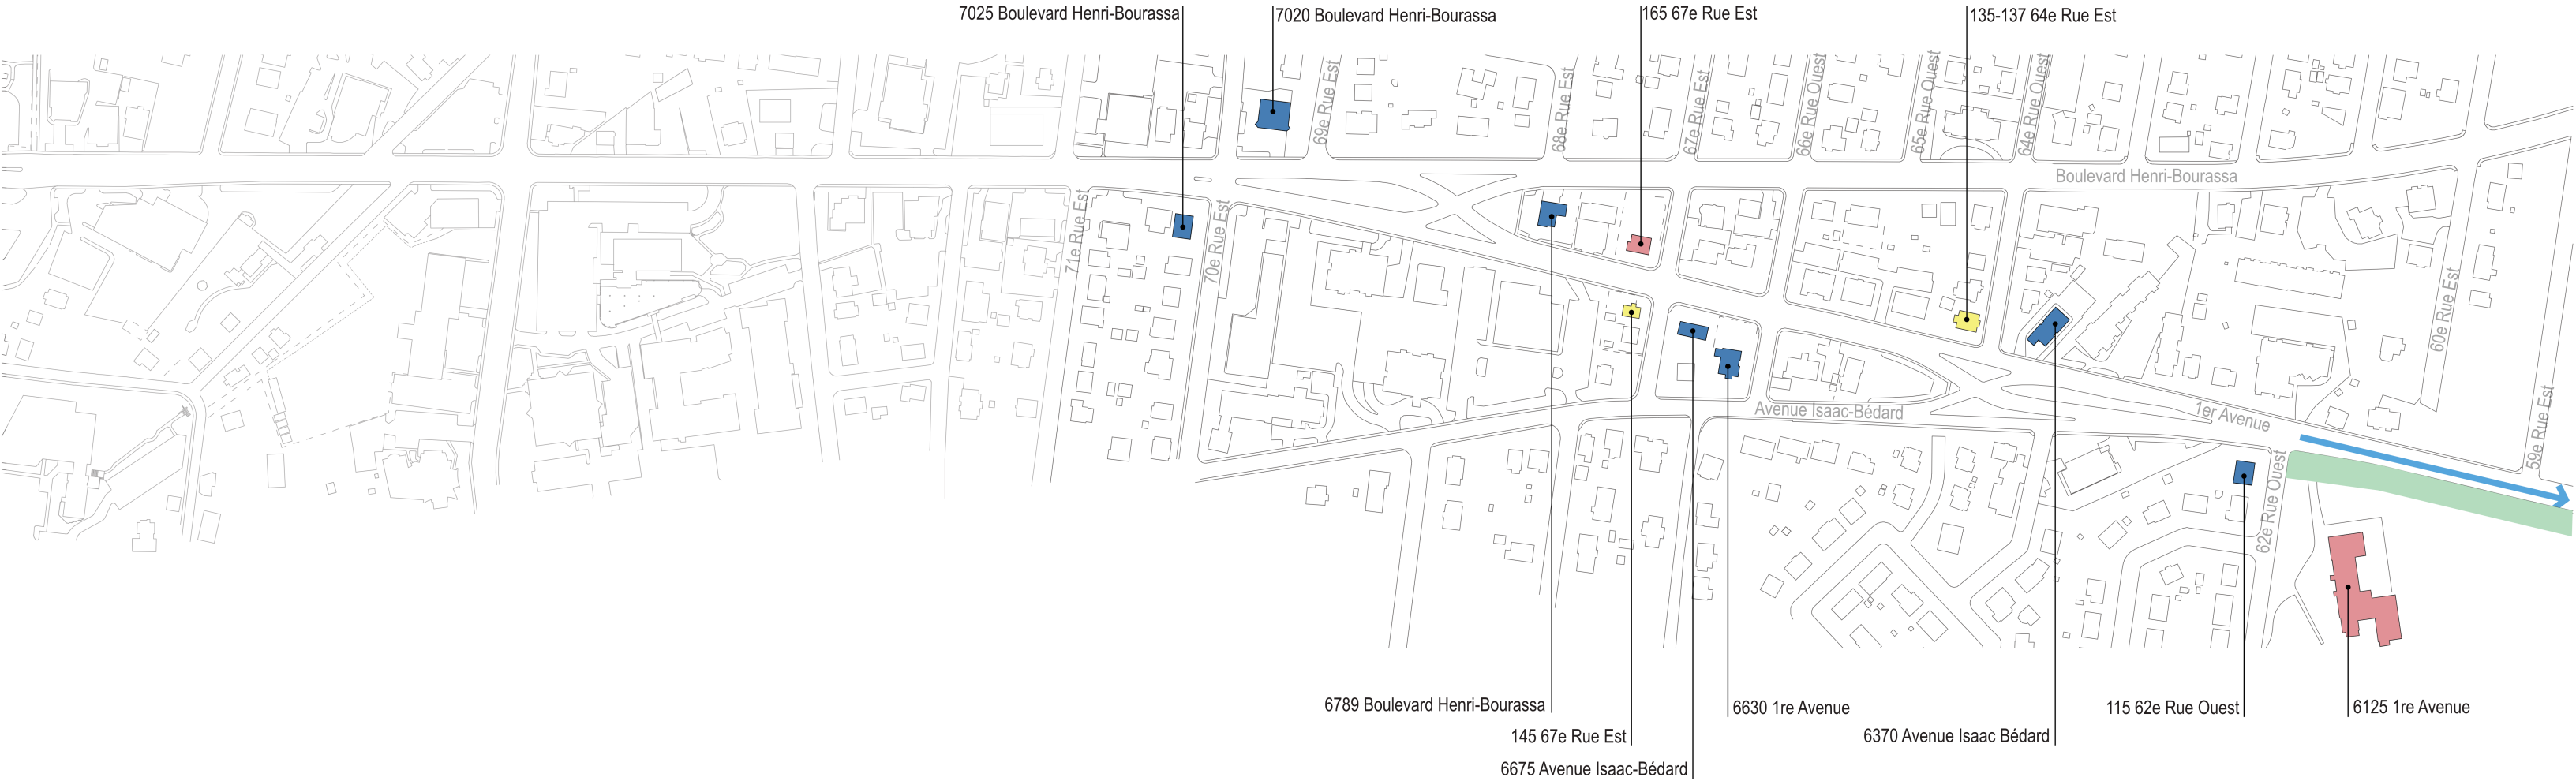 7025 Boulevard Henri-Bourassa
7020 Boulevard Henri-Bourassa
165 67e Rue Est
135-137 64e Rue Est
69e Rue Est
68e Rue Est
67e Rue Est
66e Rue Ouest
65e Rue Ouest
64e Rue Ouest
Boulevard Henri-Bourassa
71e Rue Est
70e Rue Est
60e Rue Est
Avenue Isaac-Bédard
1er Avenue
59e Rue Est
62e Rue Ouest
6789 Boulevard Henri-Bourassa
6630 1re Avenue
115 62e Rue Ouest
6125 1re Avenue
145 67e Rue Est
6370 Avenue Isaac Bédard
6675 Avenue Isaac-Bédard